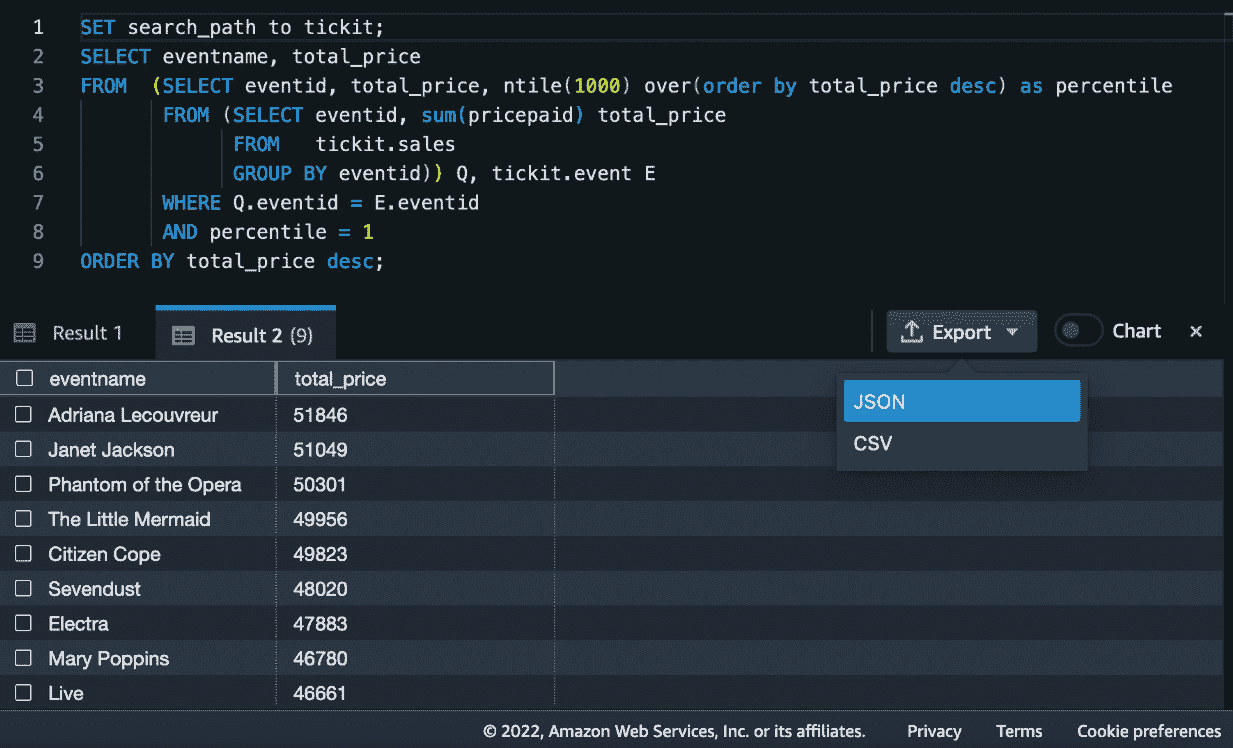 1 SET search_path to tickit;
2 SELECT eventname, total_price
3 FROM (SELECT eventid, total_price, ntile(1000) over(order by total_price desc) as percentile
4 FROM (SELECT eventid, sum(pricepaid) total_price
5 FROM tickit.sales
6 GROUP BY eventid)) Q, tickit.event E
7 WHERE Q.eventid = E.eventid
8 AND percentile = 1
9 ORDER BY total_price desc;
Result 1 Result 2 (9) Export Chart ×
eventname total_price
JSON
Adriana Lecouvreur 51846
CSV
Janet Jackson 51049
Phantom of the Opera 50301
The Little Mermaid 49956
Citizen Cope 49823
Sevendust 48020
Electra 47883
Mary Poppins 46780
Live 46661
© 2022, Amazon Web Services, Inc. or its affiliates. Privacy Terms Cookie preferences